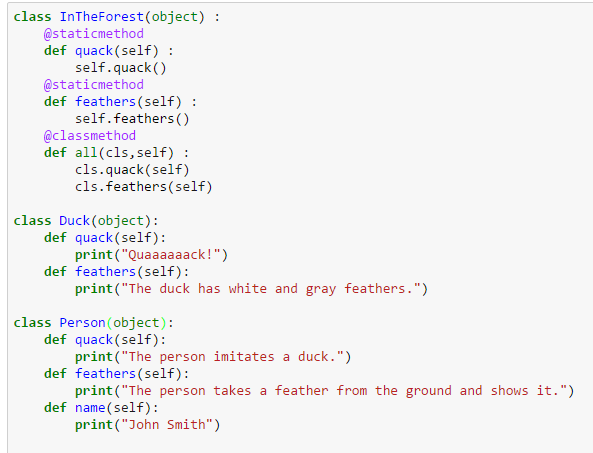 class InTheForest(object) :
    @staticmethod
    def quack(self) :
        self.quack()
    @staticmethod
    def feathers(self) :
        self.feathers()
    @classmethod
    def all(cls,self) :
        cls.quack(self)
        cls.feathers(self)

class Duck(object):
    def quack(self):
        print("Quaaaaaack!")
    def feathers(self):
        print("The duck has white and gray feathers.")

class Person(object):
    def quack(self):
        print("The person imitates a duck.")
    def feathers(self):
        print("The person takes a feather from the ground and shows it.")
    def name(self):
        print("John Smith")